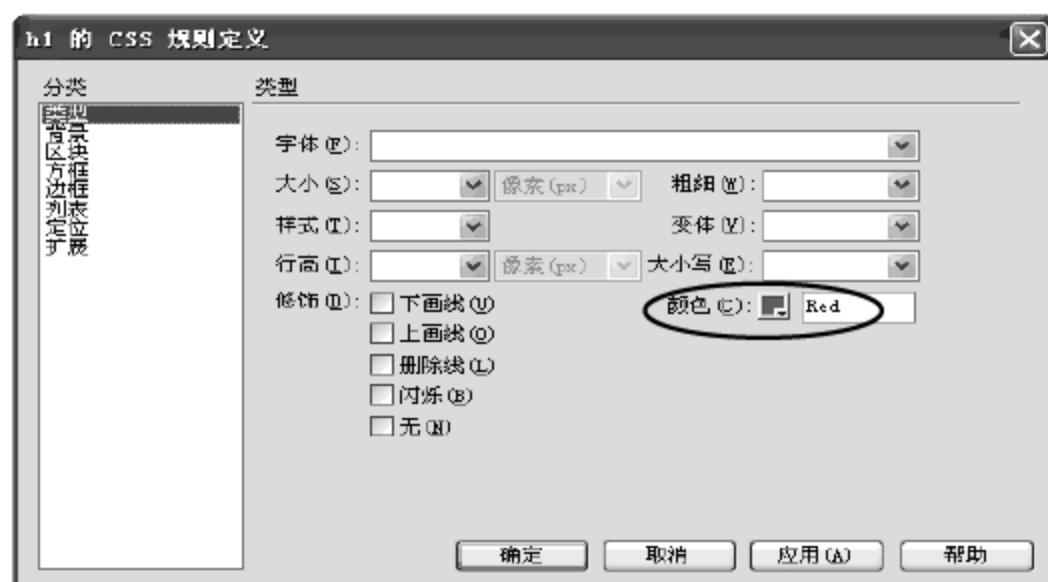 h1 的 CSS 规则定义
分类
类型
背景
区块
方框
边框
列表
定位
扩展
类型
字体(F):
大小(S): 像素(px) 粗细(W):
样式(T): 变体(V):
行高(I): 像素(px) 大小写(E):
修饰(D): 下画线(U) 颜色(C): Red
上画线(O)
删除线(L)
闪烁(B)
无(N)
确定 取消 应用(A) 帮助